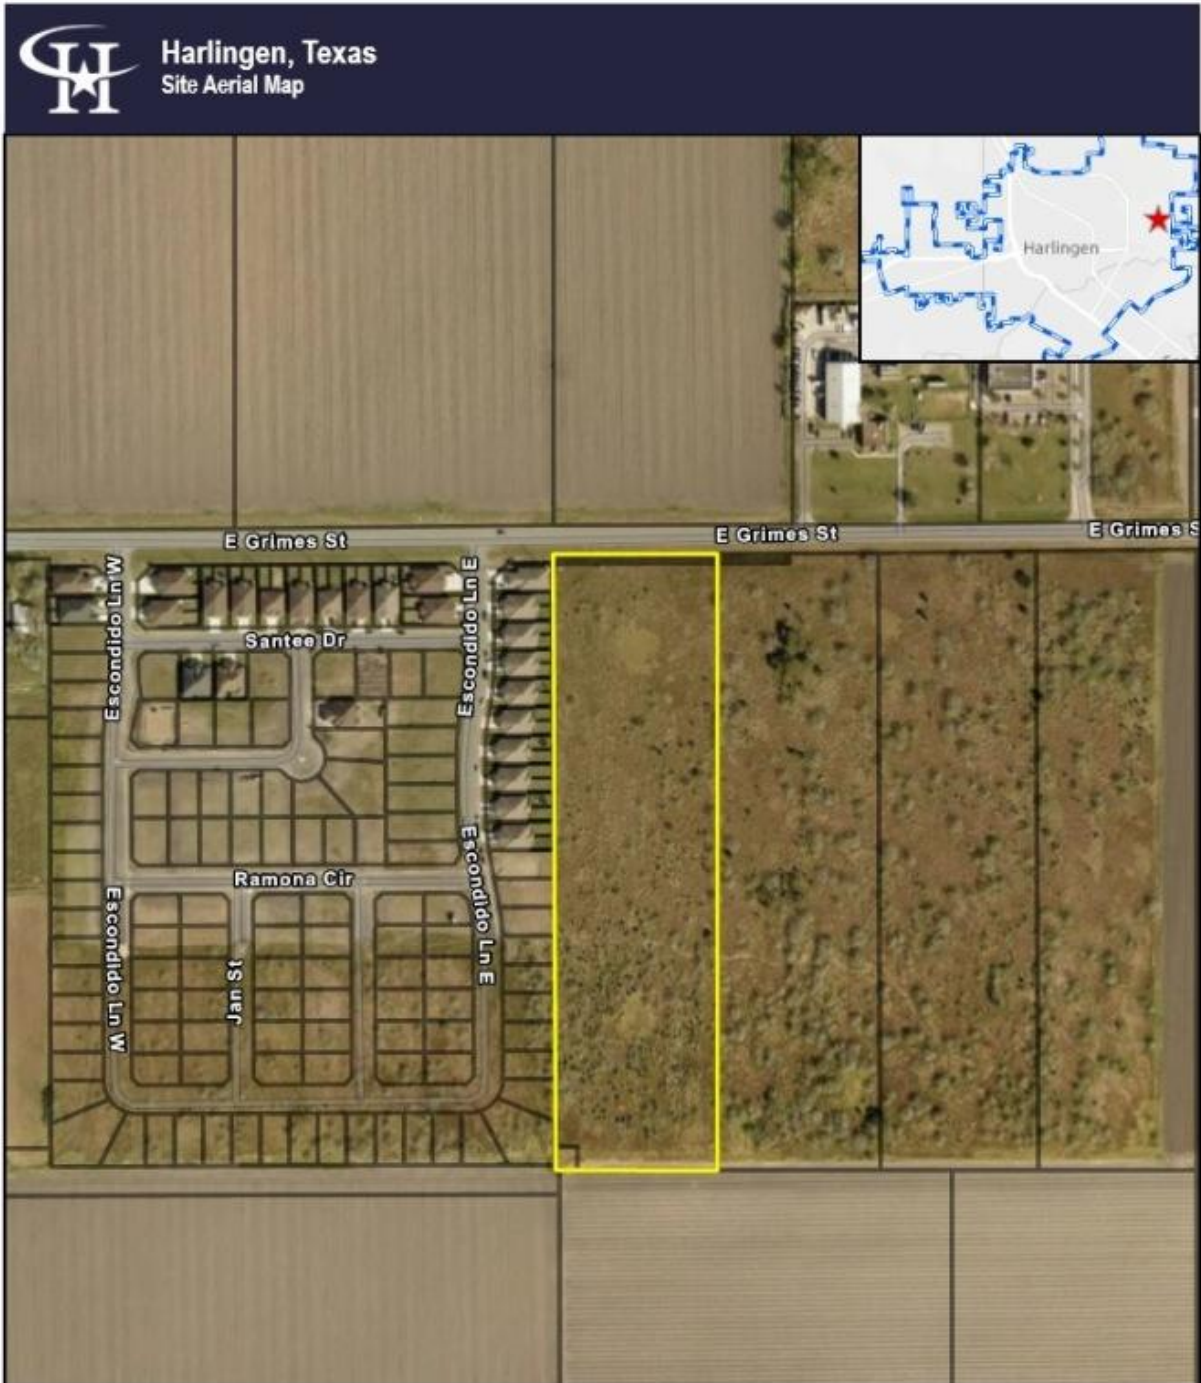 H
Harlingen, Texas
Site Aerial Map
Harlingen
E Grimes St
E Grimes St
E Grimes S
Escondido Ln W
Escondido Ln E
Santee Dr
Ramona Cir
Escondido Ln E
Escondido Ln W
Jan St